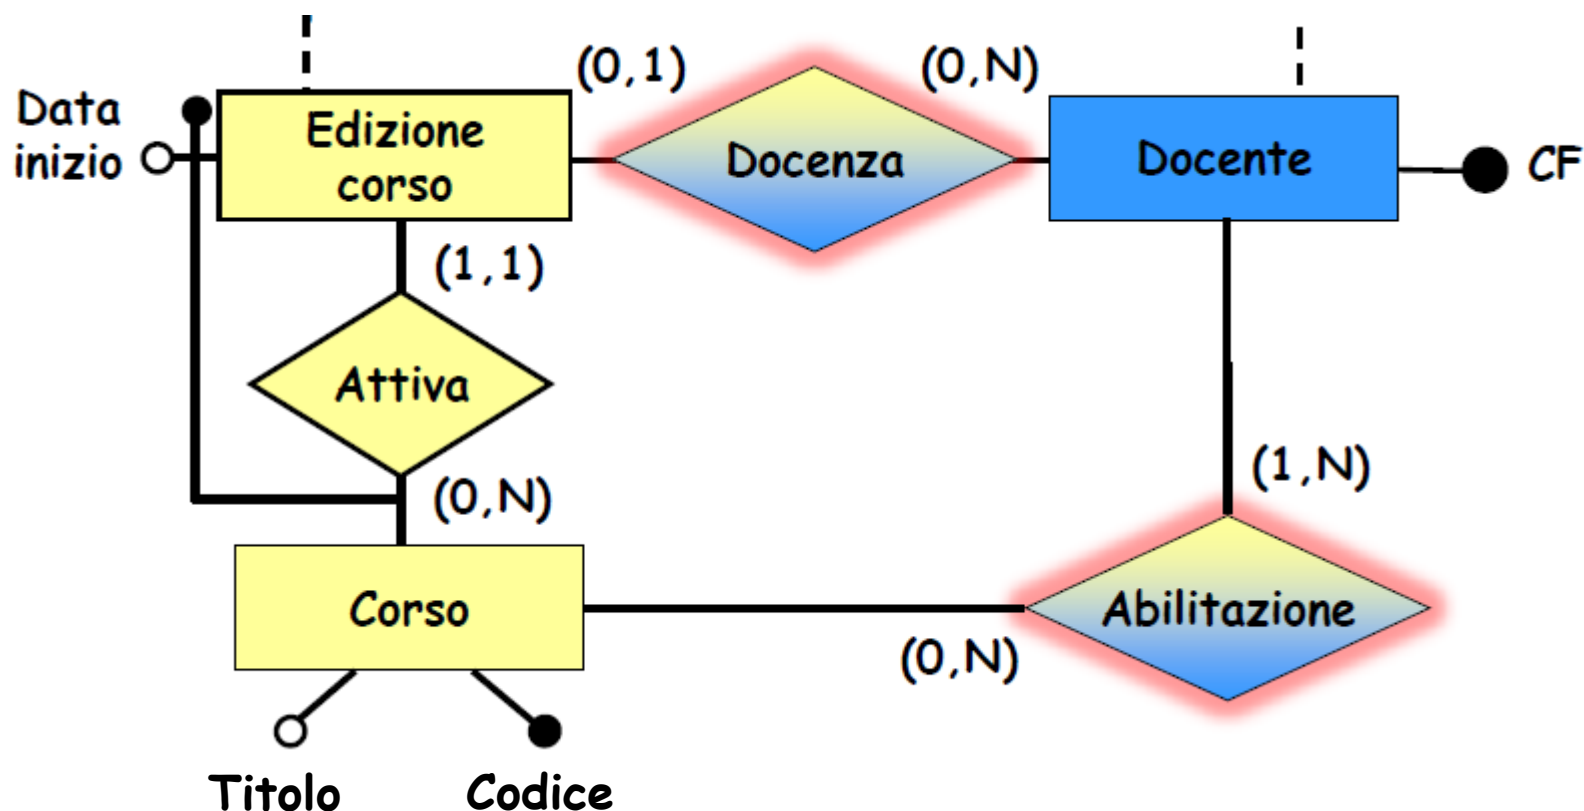 (0,1)
(0,N)
Data
inizio
Edizione
corso
Docenza
Docente
CF
(1,1)
Attiva
(0,N)
(1,N)
Corso
Abilitazione
(0,N)
Titolo
Codice